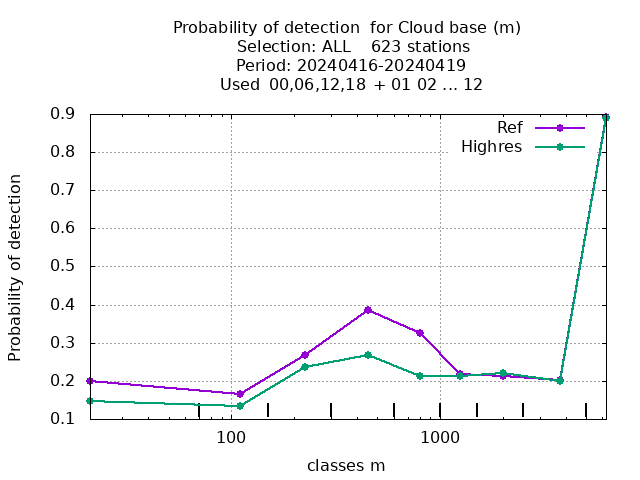 Probability of detection  for Cloud base (m)
Selection: ALL    623 stations
Period: 20240416-20240419
Used  00,06,12,18  + 01 02 ... 12
Probability of detection
0.9
0.8
0.7
0.6
0.5
0.4
0.3
0.2
0.1
Ref
Highres
100
1000
classes m